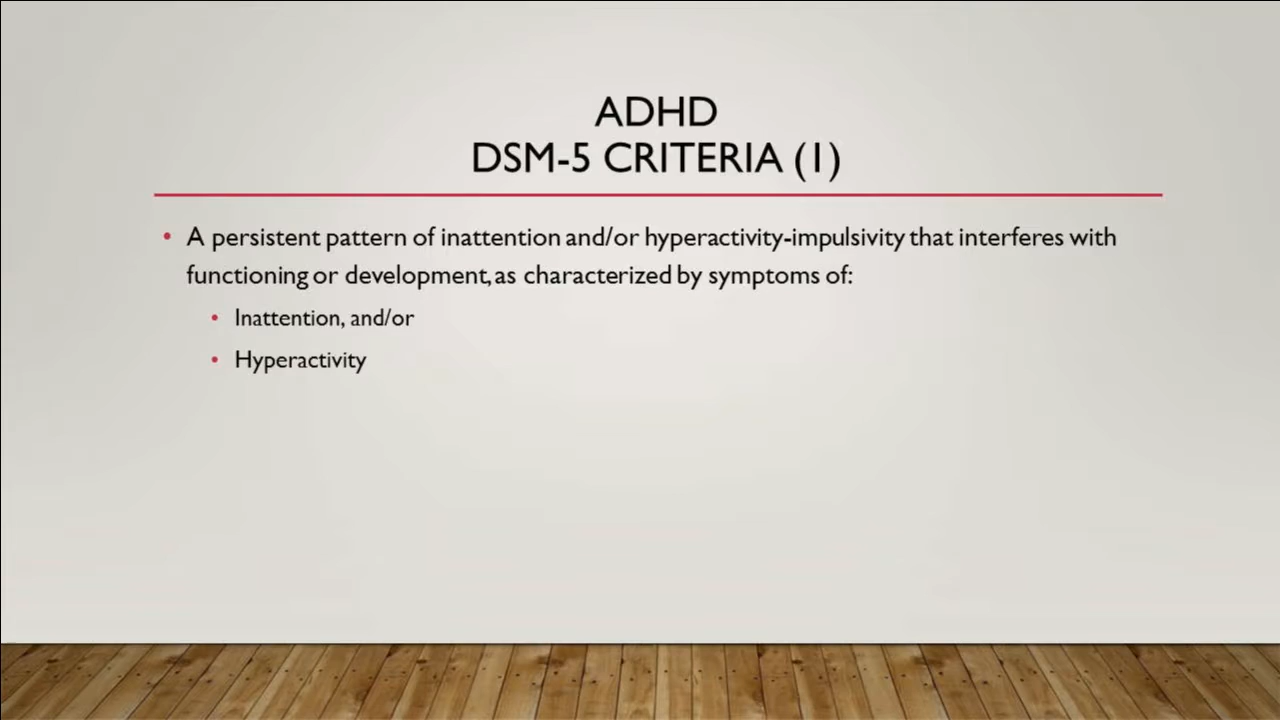 ADHD
DSM-5 CRITERIA (1)
• A persistent pattern of inattention and/or hyperactivity-impulsivity that interferes with
functioning or development, as characterized by symptoms of:
• Inattention, and/or
• Hyperactivity